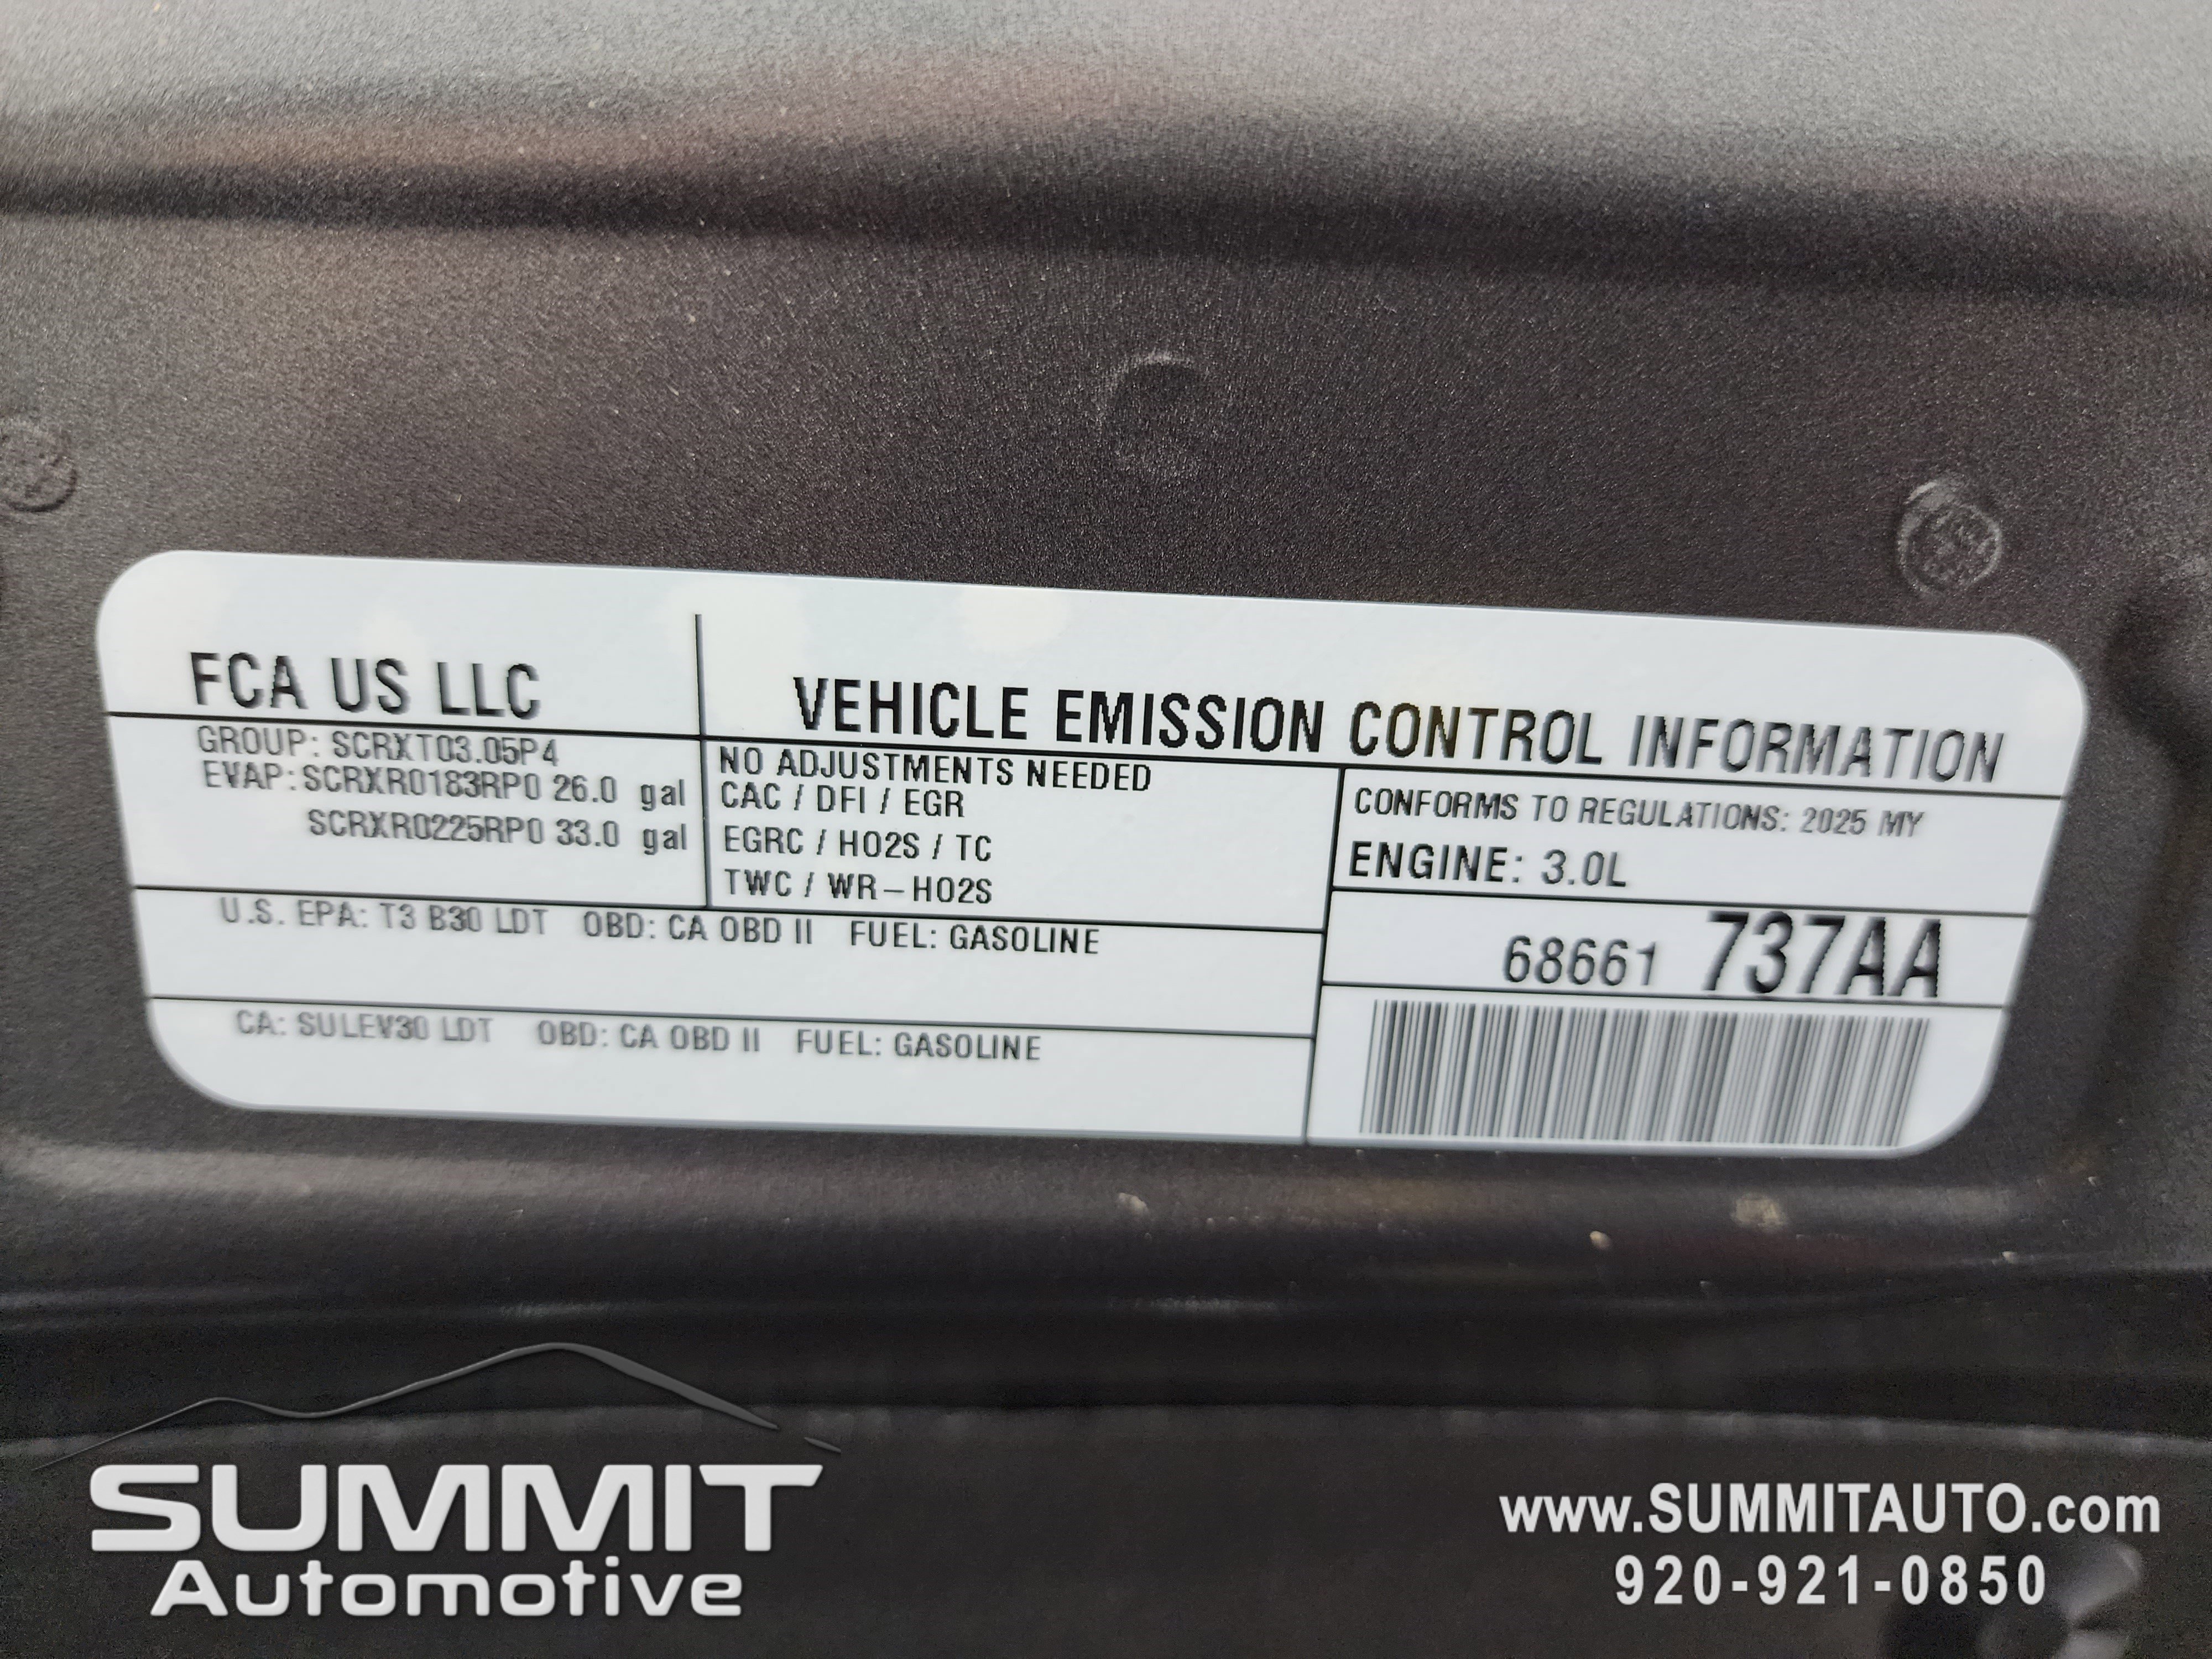 FCA US LLC
VEHICLE EMISSION CONTROL INFORMATION
GROUP: SCRXT03.05P4
EVAP: SCRXR0183RP0 26.0 gal
SCRXR0225RP0 33.0 gal
NO ADJUSTMENTS NEEDED
CAC / DFI / EGR
EGRC / HO2S / TC
TWC / WR-HO2S
CONFORMS TO REGULATIONS: 2025 MY
ENGINE: 3.0L
U.S. EPA: T3 B30 LDT OBD: CA OBD II FUEL: GASOLINE
68661 737AA
CA: SULEV30 LDT OBD: CA OBD II FUEL: GASOLINE
SUMMIT
Automotive
www.SUMMITAUTO.com
920-921-0850